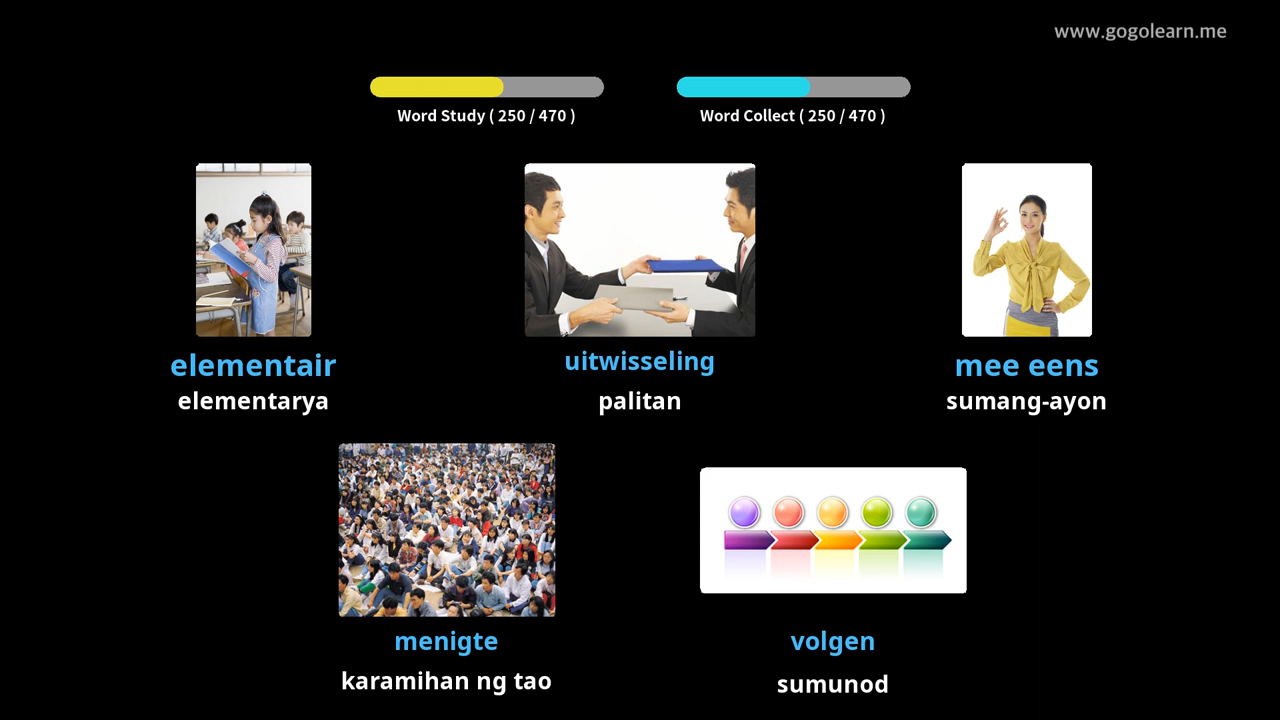 www.gogolearn.me
Word Study ( 250 / 470 )
Word Collect ( 250 / 470 )
elementair
elementarya
uitwisseling
palitan
mee eens
sumang-ayon
menigte
karamihan ng tao
volgen
sumunod